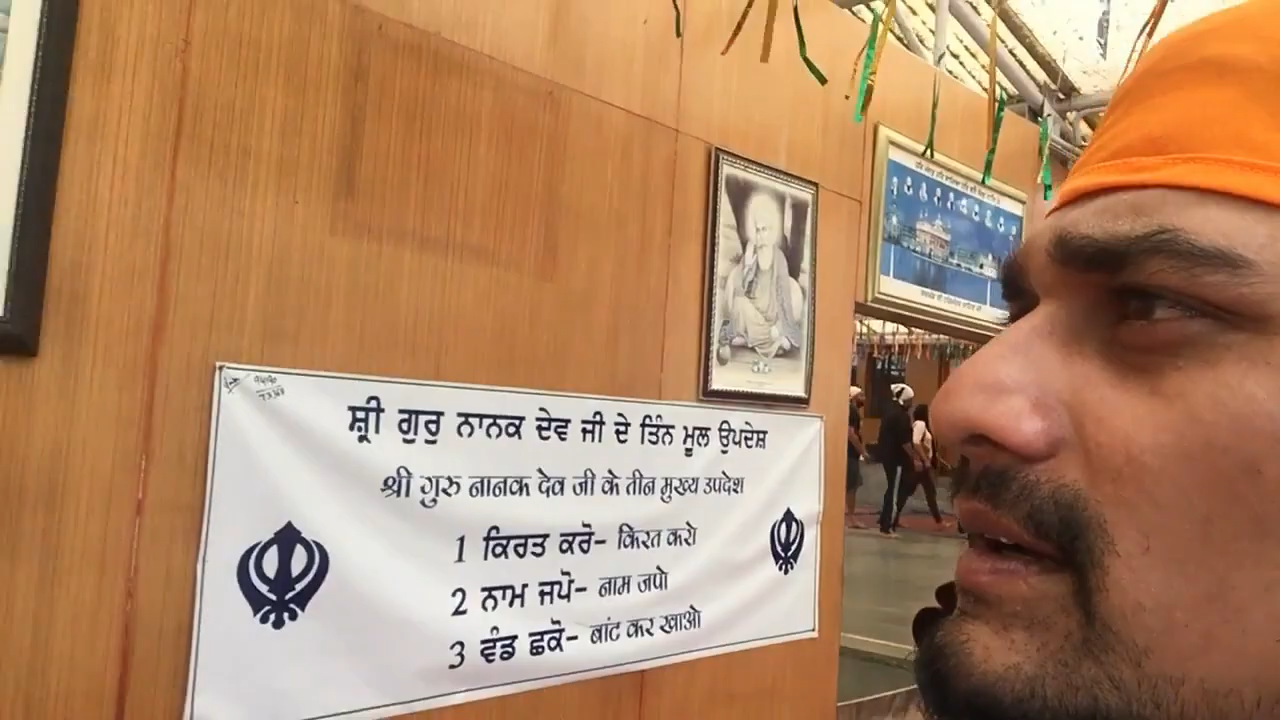 ਸ਼੍ਰੀ ਗੁਰੁ ਨਾਨਕ ਦੇਵ ਜੀ ਦੇ ਤਿੰਨ ਮੂਲ ਉਪਦੇਸ਼
श्री गुरु नानक देव जी के तीन मुख्य उपदेश
1 ਕਿਰਤ ਕਰੋ- किरत करो
2 ਨਾਮ ਜਪੋ- नाम जपो
3 ਵੰਡ ਛਕੋ- बांट कर खाओ